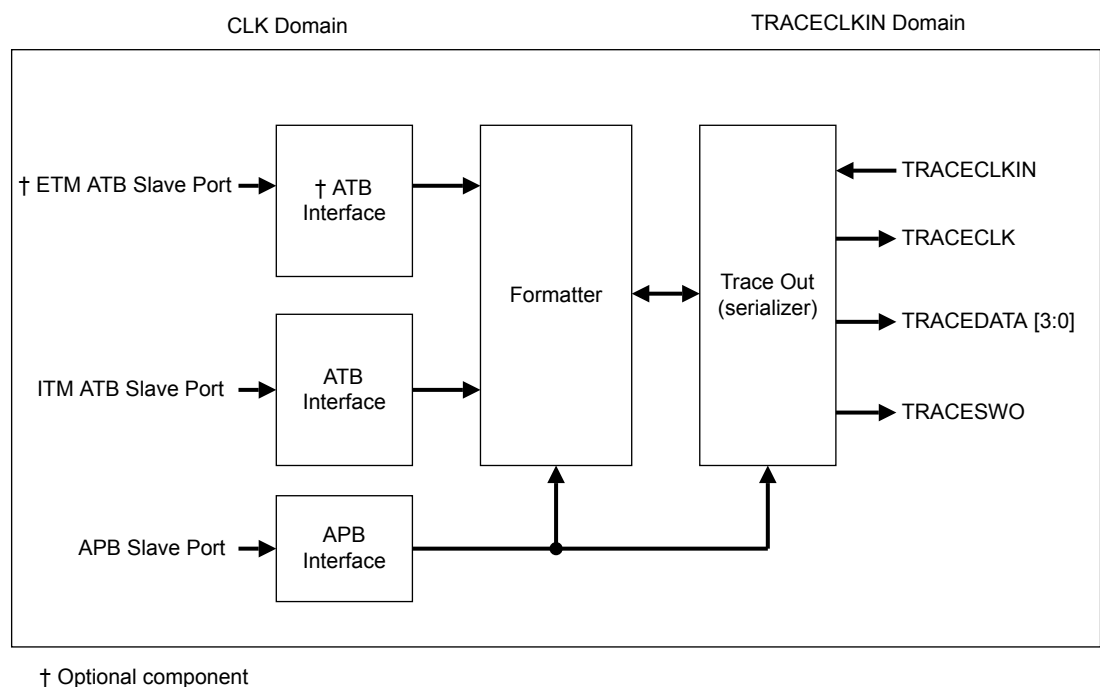 CLK Domain
TRACECLKIN Domain
† ETM ATB Slave Port
† ATB
Interface
ITM ATB Slave Port
ATB
Interface
APB Slave Port
APB
Interface
Formatter
Trace Out
(serializer)
TRACECLKIN
TRACECLK
TRACEDATA [3:0]
TRACESWO
† Optional component